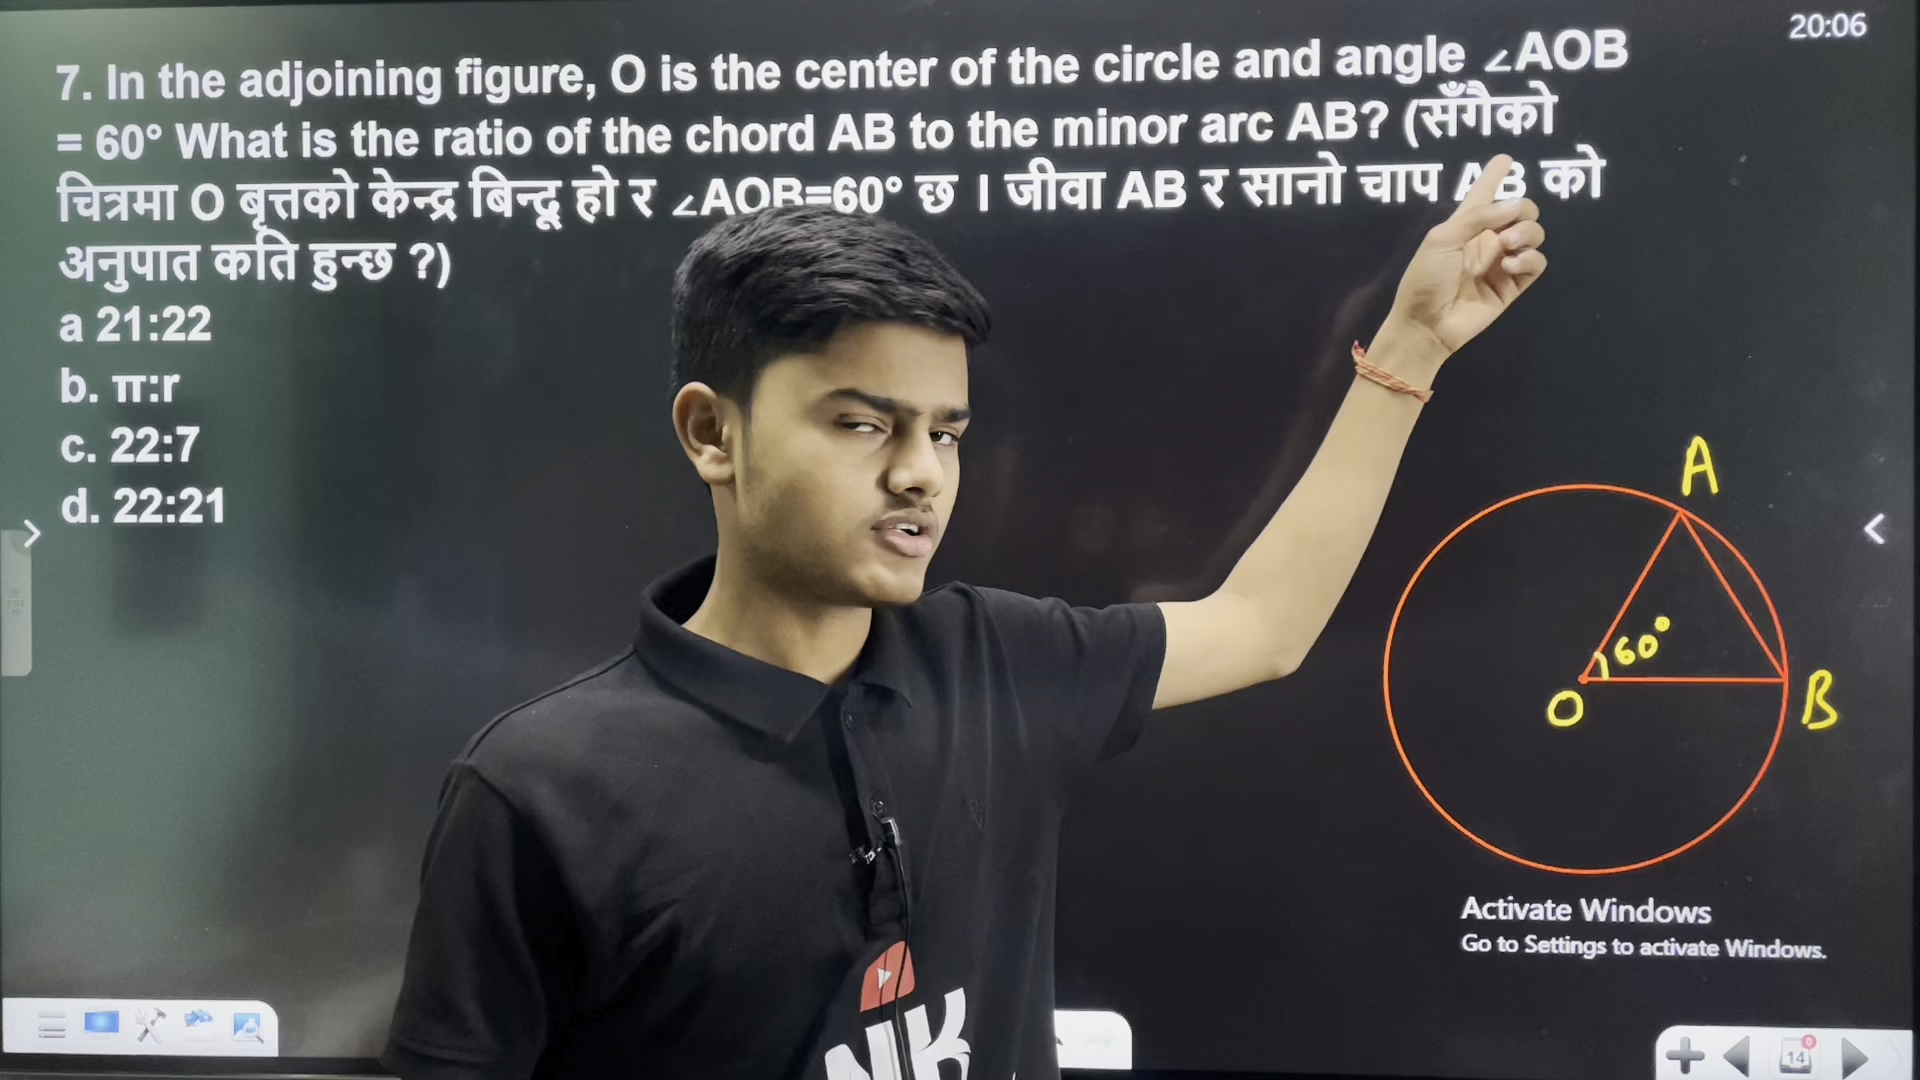 20:06
7. In the adjoining figure, O is the center of the circle and angle ∠AOB
= 60° What is the ratio of the chord AB to the minor arc AB? (सँगैको
चित्रमा O बृत्तको केन्द्र बिन्दू हो र ∠AOB=60° छ । जीवा AB र सानो चाप AB को
अनुपात कति हुन्छ ?)
a 21:22
b. π:r
c. 22:7
d. 22:21
A
60°
O
B
Activate Windows
Go to Settings to activate Windows.
NK
14